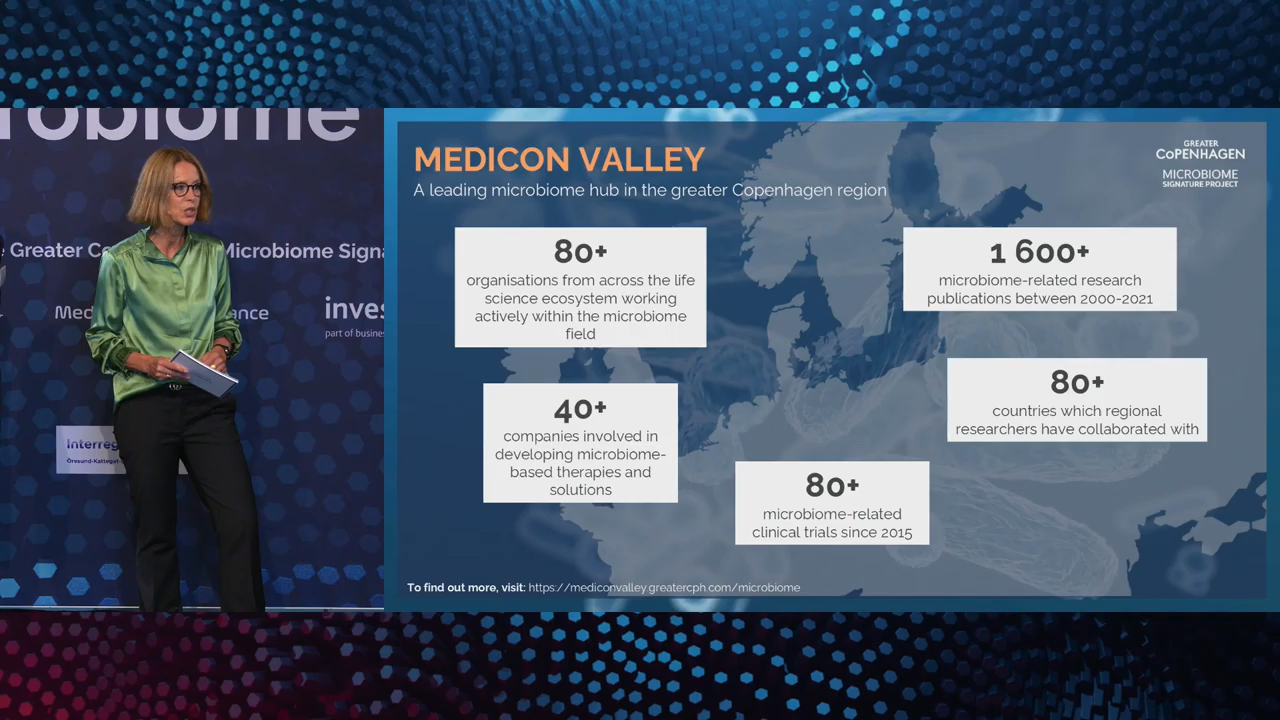 robiome
e Greater Co
Microbiome Signa
Med
ance
inves
part of busines
Interreg
Öresund-Kattegat-
MEDICON VALLEY
A leading microbiome hub in the greater Copenhagen region
GREATER
CoPENHAGEN
MICROBIOME
SIGNATURE PROJECT
80+
organisations from across the life
science ecosystem working
actively within the microbiome
field
1 600+
microbiome-related research
publications between 2000-2021
40+
companies involved in
developing microbiome-
based therapies and
solutions
80+
countries which regional
researchers have collaborated with
80+
microbiome-related
clinical trials since 2015
To find out more, visit: https://mediconvalley.greatercph.com/microbiome